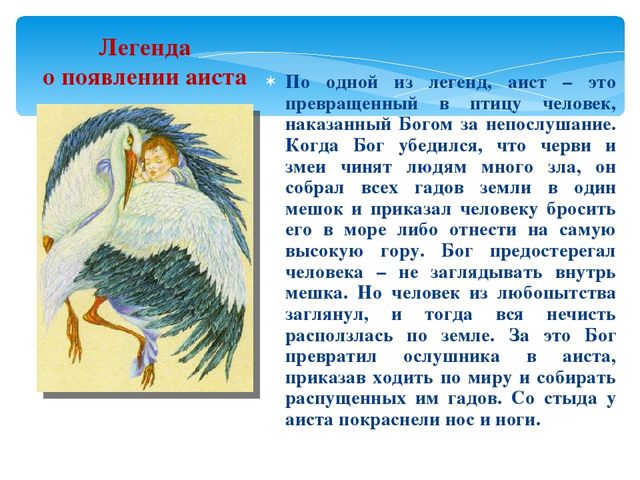 Легенда
о появлении аиста
По одной из легенд, аист – это
превращенный в птицу человек,
наказанный Богом за непослушание.
Когда Бог убедился, что черви и
змеи чинят людям много зла, он
собрал всех гадов земли в один
мешок и приказал человеку бросить
его в море либо отнести на самую
высокую гору. Бог предостерегал
человека – не заглядывать внутрь
мешка. Но человек из любопытства
заглянул, и тогда вся нечисть
расползлась по земле. За это Бог
превратил ослушника в аиста,
приказав ходить по миру и собирать
распущенных им гадов. Со стыда у
аиста покраснели нос и ноги.